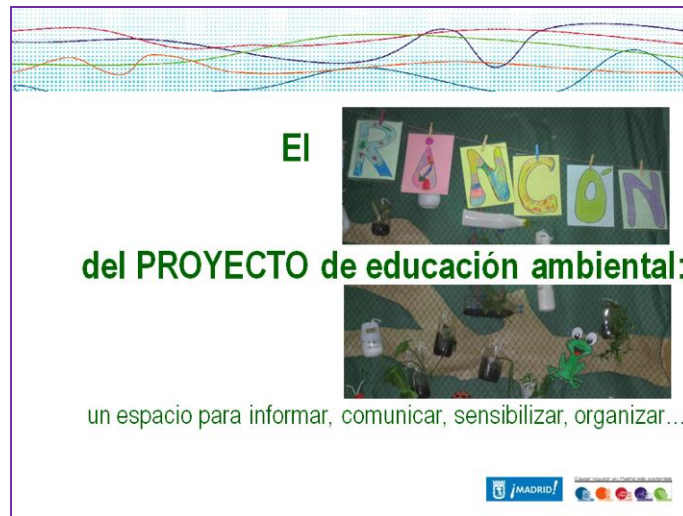 El
RINCÓN
del PROYECTO de educación ambiental:
un espacio para informar, comunicar, sensibilizar, organizar...
¡MADRID!